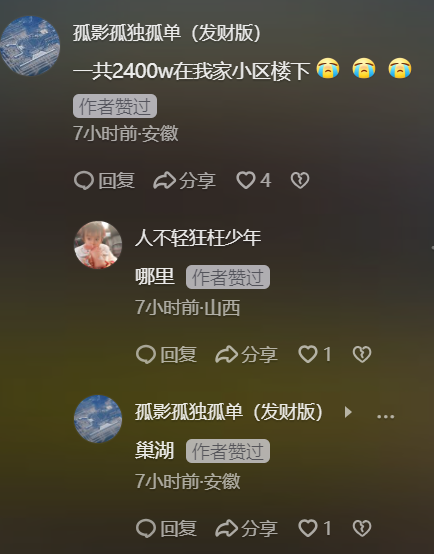 孤影孤独孤单（发财版）
一共2400w在我家小区楼下😭 😭 😭
作者赞过
7小时前·安徽
回复 分享 4
人不轻狂枉少年
哪里 作者赞过
7小时前·山西
回复 分享 1
孤影孤独孤单（发财版）
巢湖 作者赞过
7小时前·安徽
回复 分享 1